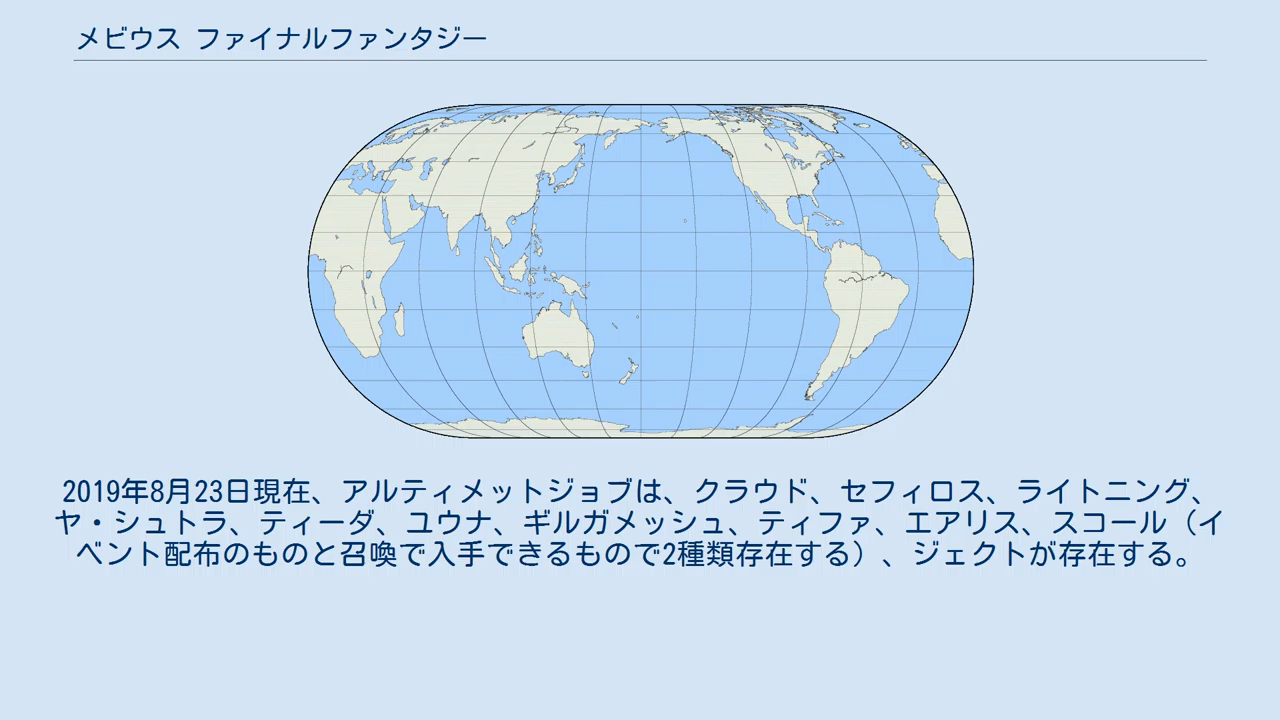 メビウス ファイナルファンタジー
2019年8月23日現在、アルティメットジョブは、クラウド、セフィロス、ライトニング、
ヤ・シュトラ、ティーダ、ユウナ、ギルガメッシュ、ティファ、エアリス、スコール（イ
ベント配布のものと召喚で入手できるもので2種類存在する）、ジェクトが存在する。